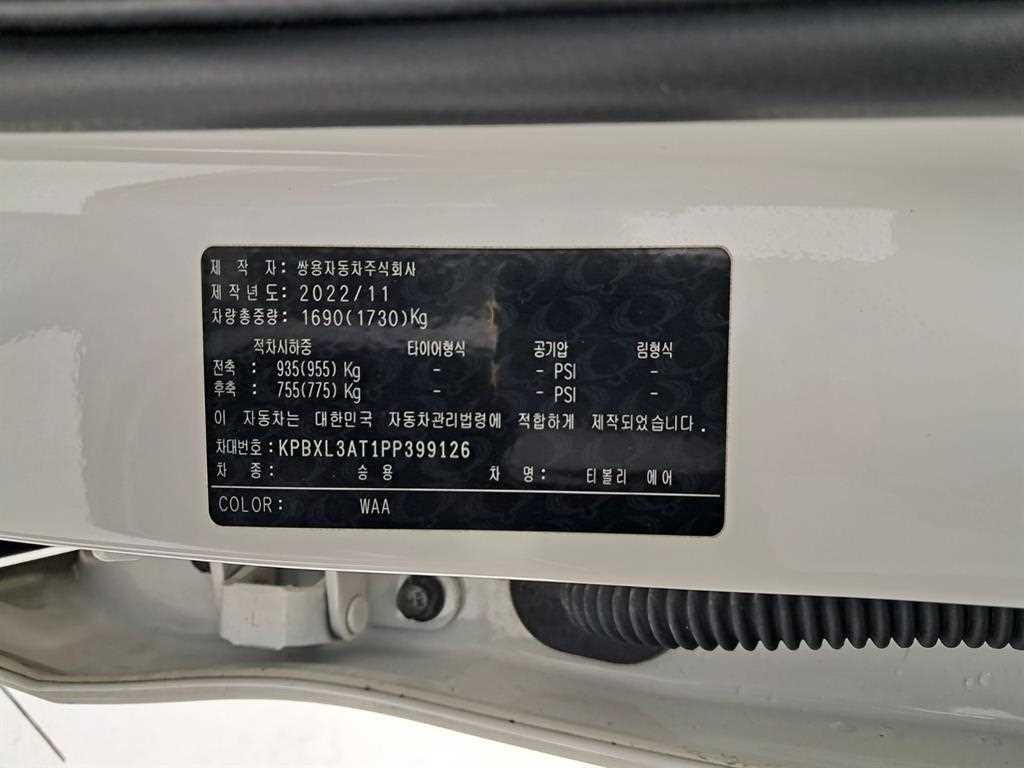 제 작 자: 쌍용자동차주식회사
제작년도: 2022/11
차량총중량: 1690(1730)Kg
적차시하중 타이어형식 공기압 림형식
전축 : 935(955) Kg - - PSI -
후축 : 755(775) Kg - - PSI -
이 자동차는 대한민국 자동차관리법령에 적합하게 제작되었습니다.
차대번호: KPBXL3AT1PP399126
차 종: 승 용 차 명: 티볼리 에어
COLOR: WAA
L